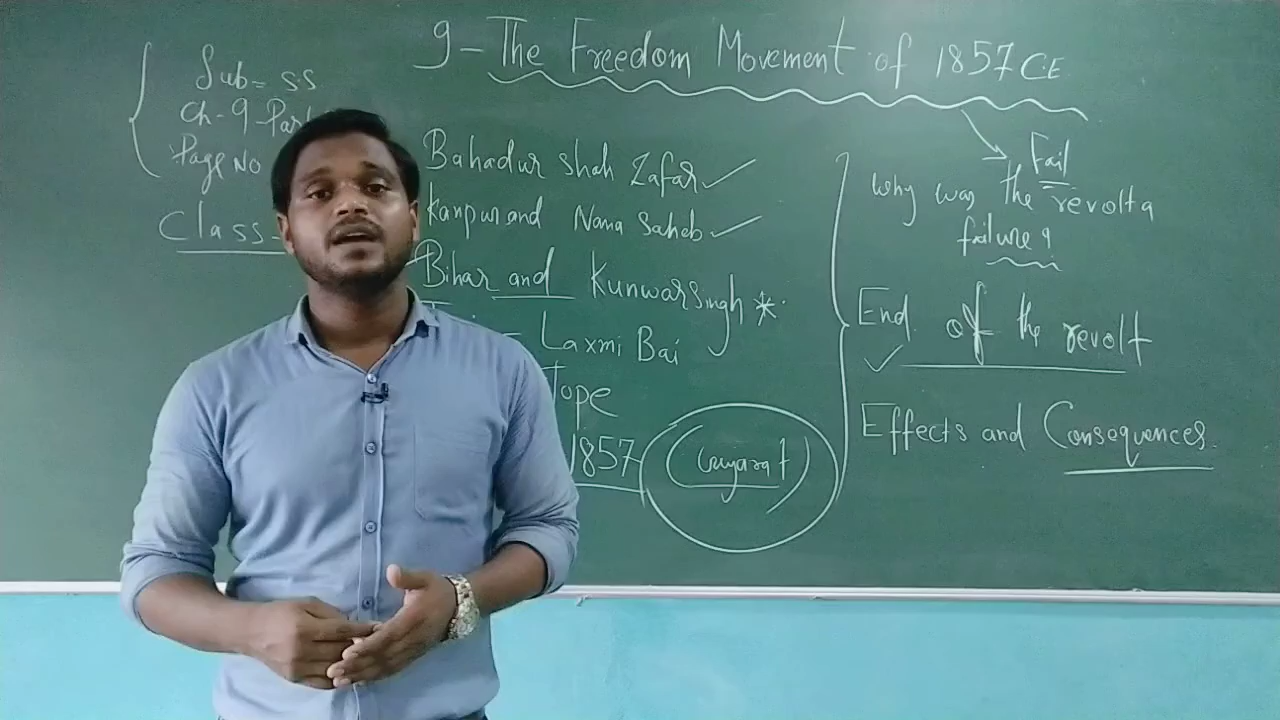 9 - The Freedom Movement of 1857 C.E
Sub = S.S
Ch - 9 - Part
Page No
Class -
Bahadur Shah Zafar ✓
Kanpur and Nana Saheb ✓
Bihar and Kunwar Singh *
Laxmi Bai
Tope
1857 (Gujarat)
Fail
Why was the revolt a
failure ?
End of the revolt
✓
Effects and Consequences.